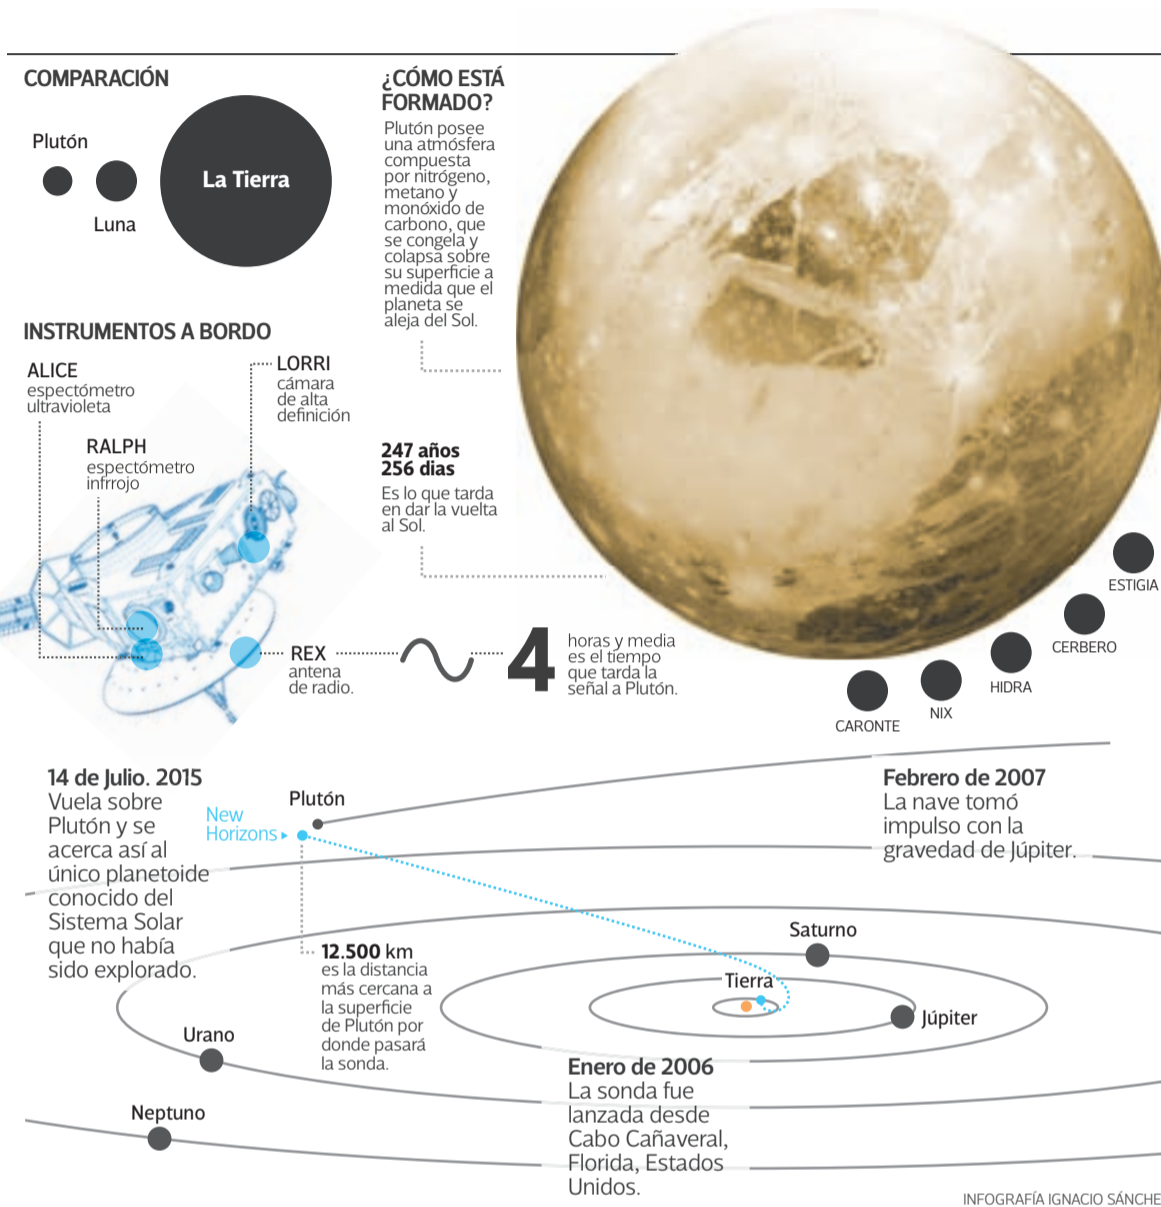 COMPARACIÓN
Plutón
Luna
La Tierra
¿CÓMO ESTÁ
FORMADO?
Plutón posee
una atmósfera
compuesta
por nitrógeno,
metano y
monóxido de
carbono, que
se congela y
colapsa sobre
su superficie a
medida que el
planeta se
aleja del Sol.
INSTRUMENTOS A BORDO
ALICE
espectómetro
ultravioleta
RALPH
espectómetro
infrrojo
LORRI
cámara
de alta
definición
REX
antena
de radio.
247 años
256 dias
Es lo que tarda
en dar la vuelta
al Sol.
4
horas y media
es el tiempo
que tarda la
señal a Plutón.
ESTIGIA
CERBERO
HIDRA
NIX
CARONTE
14 de Julio. 2015
Vuela sobre
Plutón y se
acerca así al
único planetoide
conocido del
Sistema Solar
que no había
sido explorado.
New
Horizons
Plutón
Febrero de 2007
La nave tomó
impulso con la
gravedad de Júpiter.
12.500 km
es la distancia
más cercana a
la superficie
de Plutón por
donde pasará
la sonda.
Saturno
Tierra
Júpiter
Urano
Neptuno
Enero de 2006
La sonda fue
lanzada desde
Cabo Cañaveral,
Florida, Estados
Unidos.
INFOGRAFÍA IGNACIO SÁNCHE